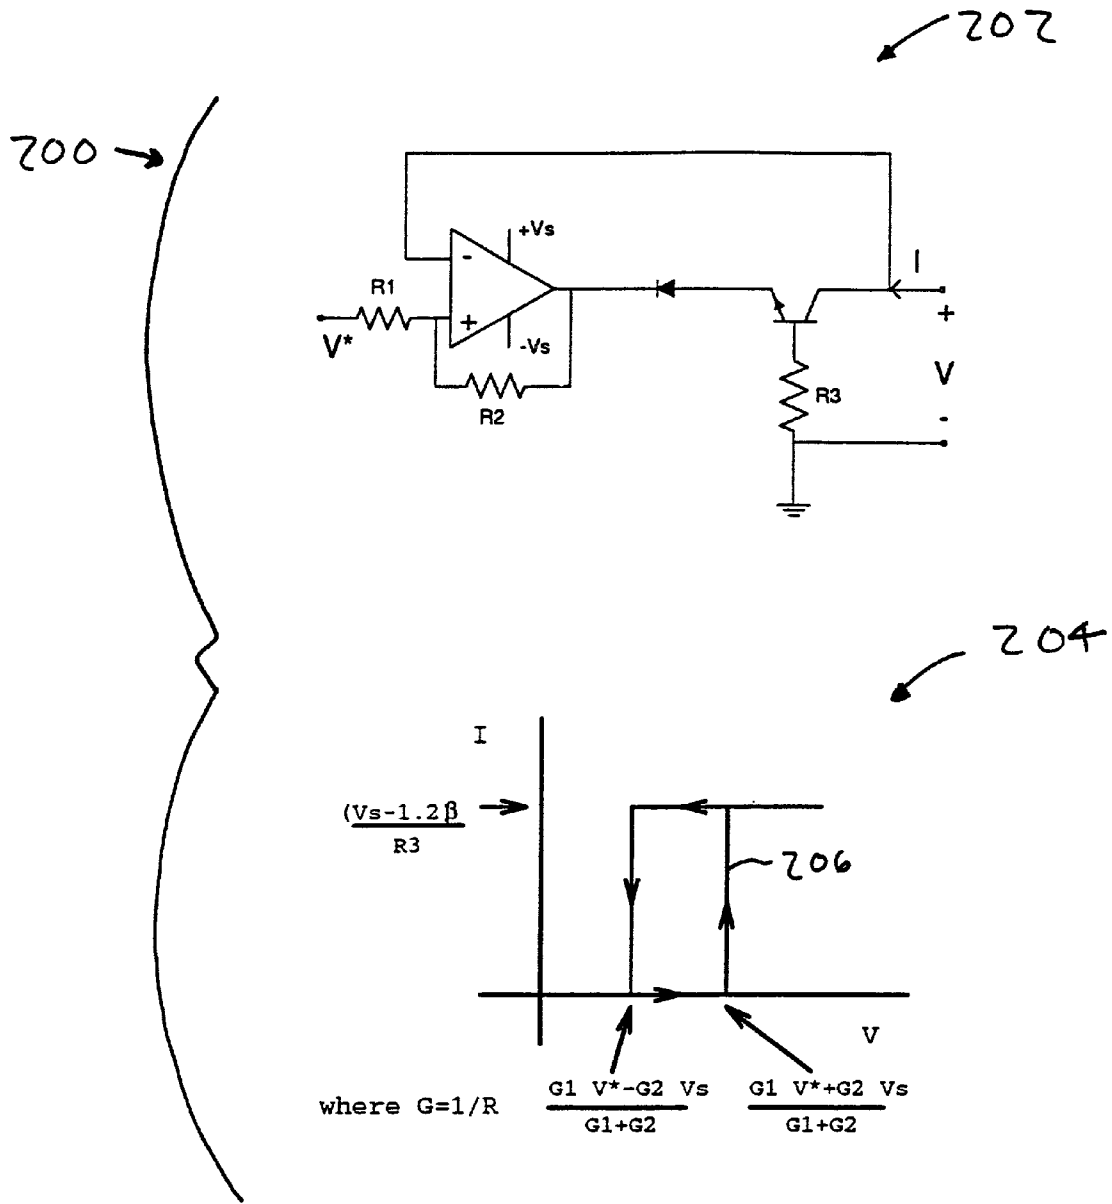 202
200
+Vs
-
R1
I
+
+
V*
-Vs
V
R2
R3
-
204
I
(Vs-1.2β
R3
206
V
where G=1/R
G1 V*-G2 Vs
G1+G2
G1 V*+G2 Vs
G1+G2